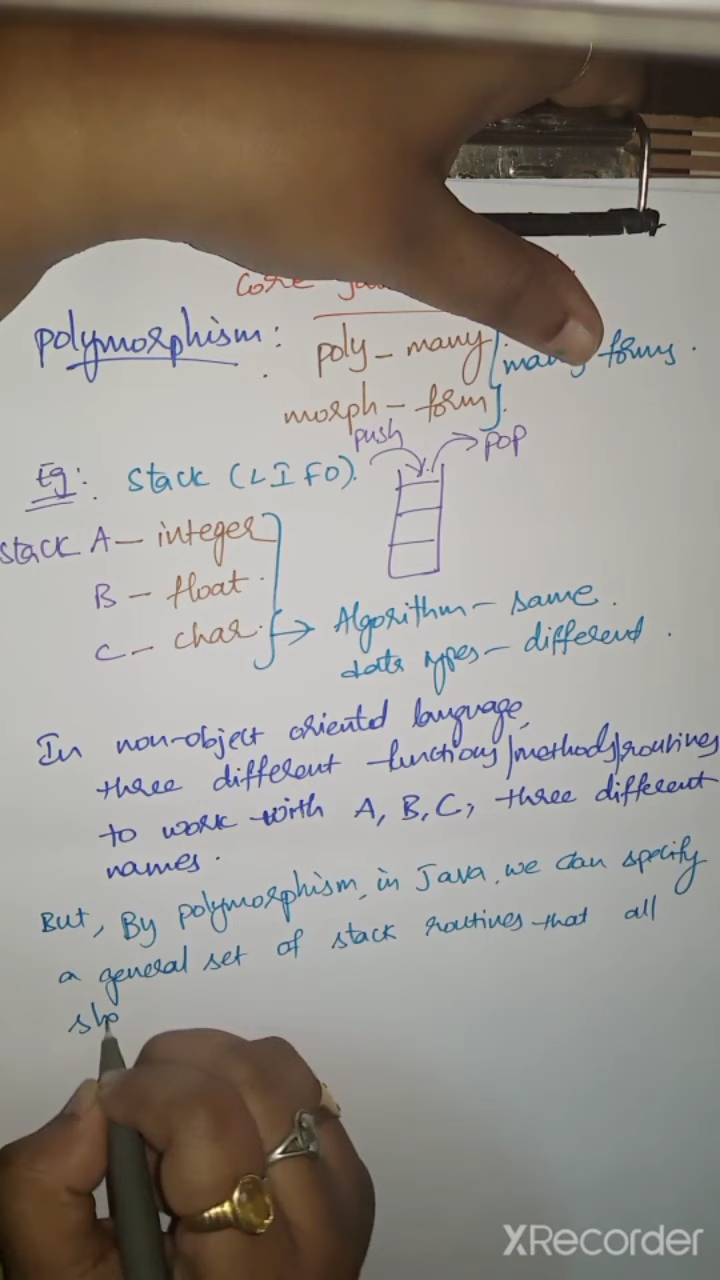 Core
polymorphism: poly - many
many forms.
morph - form
push
pop
Eg: Stack (LIFO).
Stack A - integer
B - float.
C - char.
Algorithm - same.
data types - different.
In non-object oriented language,
three different functions/methods/routines
to work with A, B, C, three different
names.
But, By polymorphism, in Java, we can specify
a general set of stack routines that all
XRecorder